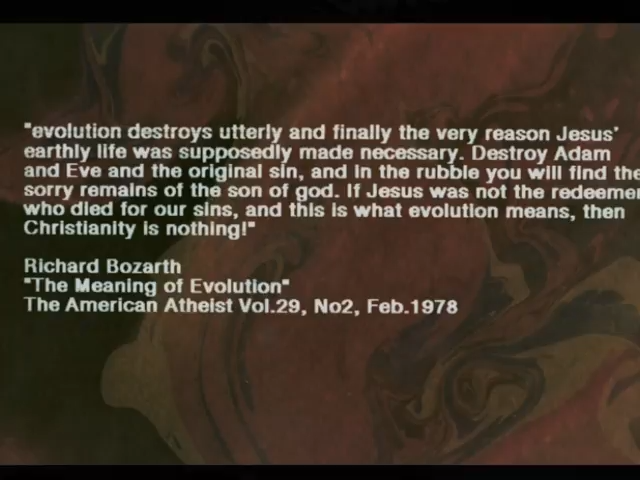 "evolution destroys utterly and finally the very reason Jesus'
earthly life was supposedly made necessary. Destroy Adam
and Eve and the original sin, and in the rubble you will find the
sorry remains of the son of god. If Jesus was not the redeemer
who died for our sins, and this is what evolution means, then
Christianity is nothing!"
Richard Bozarth
"The Meaning of Evolution"
The American Atheist Vol.29, No2, Feb.1978